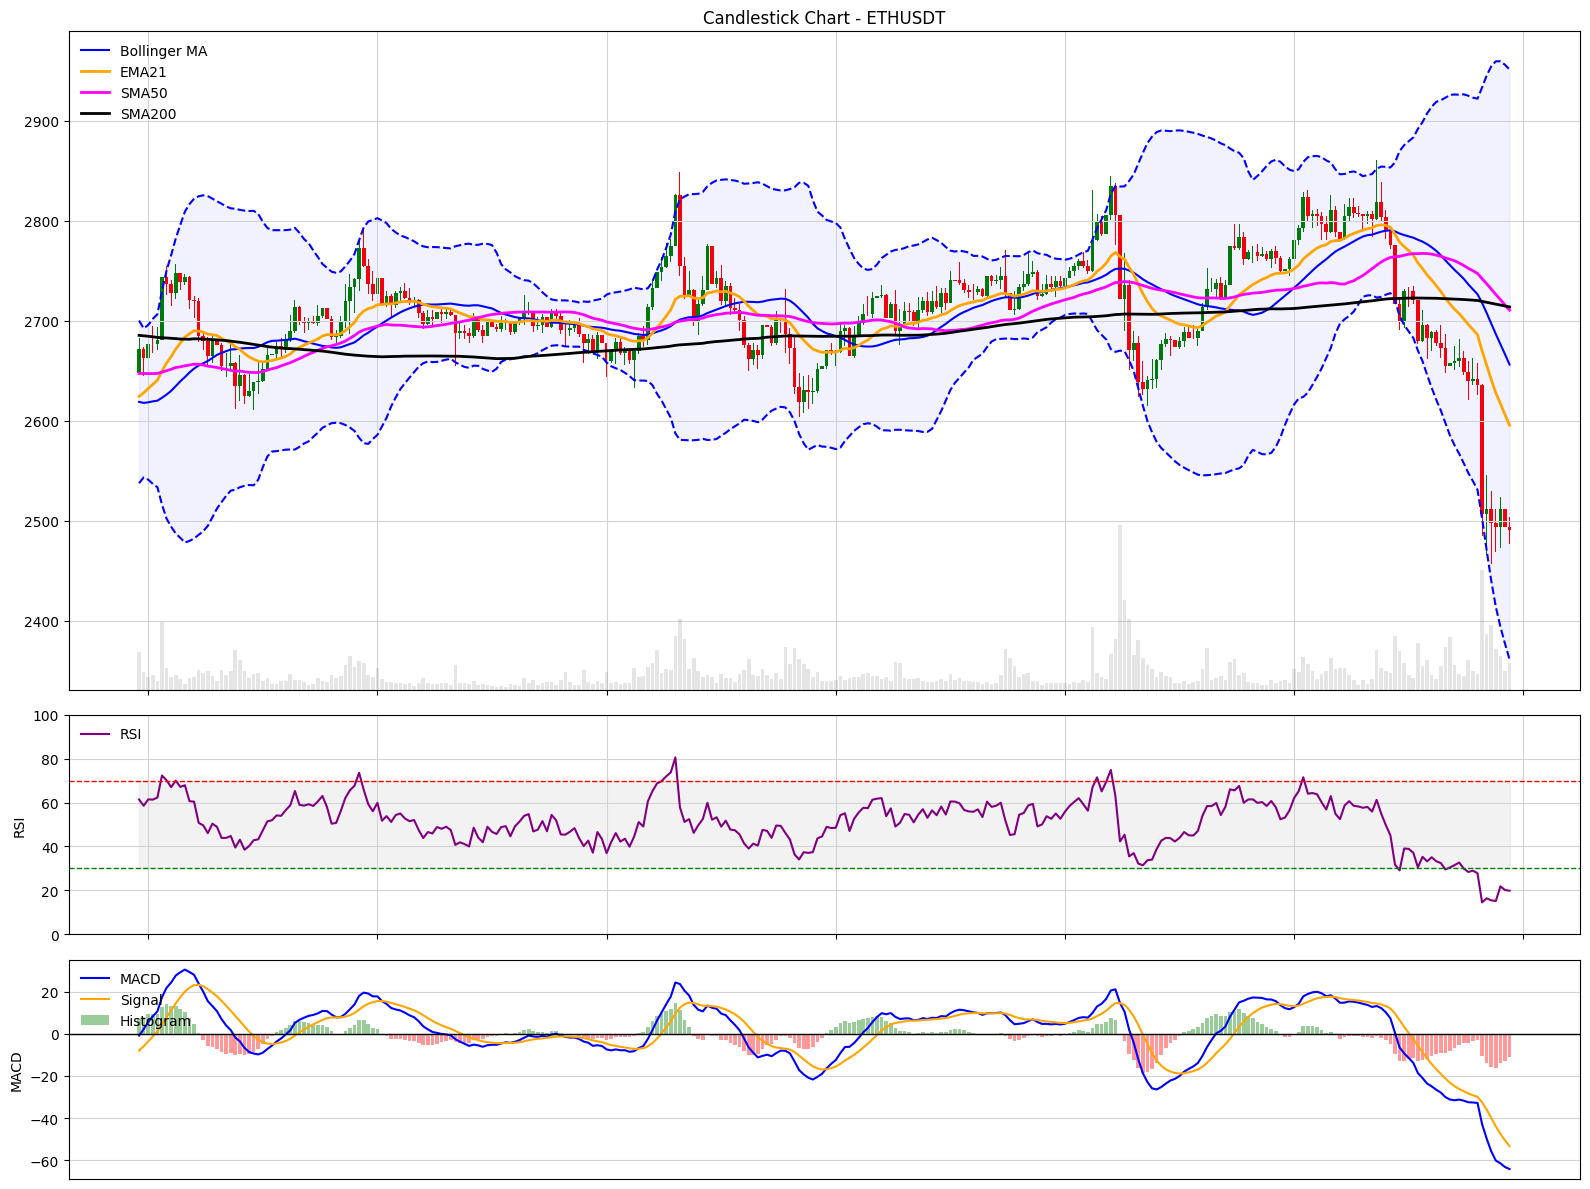 Candlestick Chart - ETHUSDT
Bollinger MA
EMA21
SMA50
SMA200
2900
2800
2700
2600
2500
2400
100
RSI
80
60
40
20
0
RSI
MACD
Signal
Histogram
20
0
−20
−40
−60
MACD